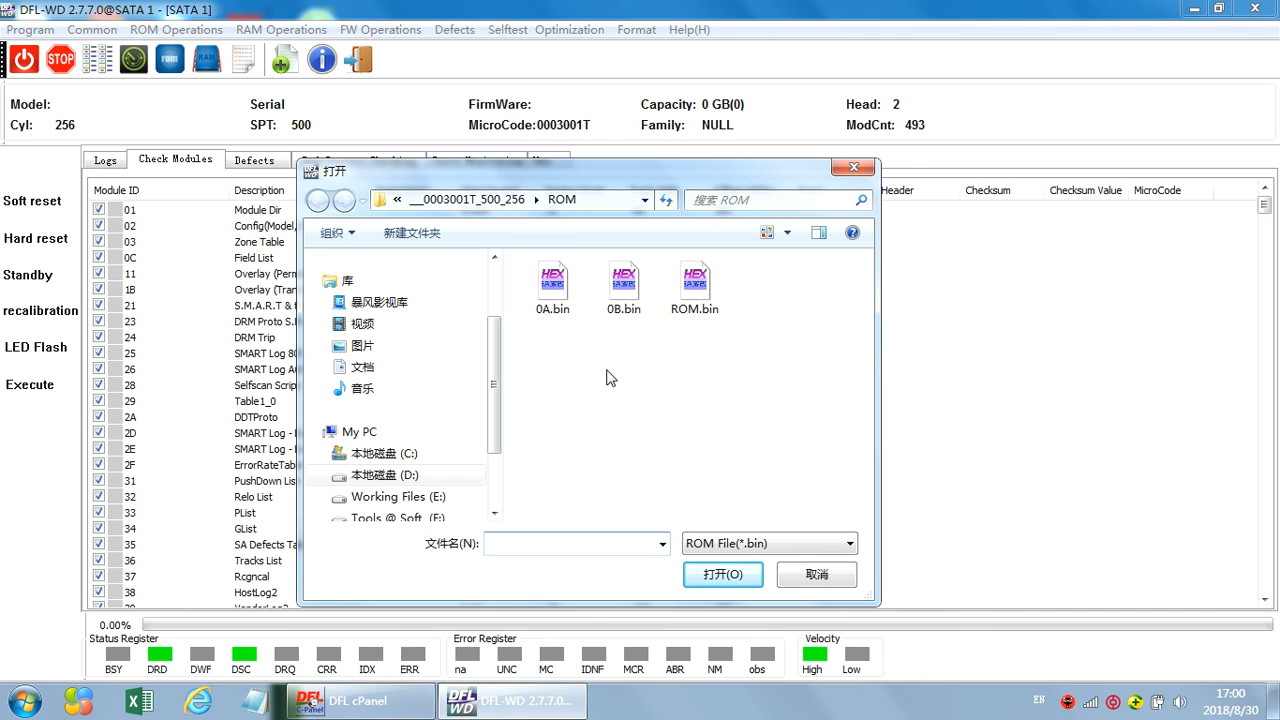 DFL-WD 2.7.7.0@SATA 1 - [SATA 1]
Program Common ROM Operations RAM Operations FW Operations Defects Selftest Optimization Format Help(H)
STOP rom RAM
Model: Serial FirmWare: Capacity: 0 GB(0) Head: 2
Cyl: 256 SPT: 500 MicroCode:0003001T Family: NULL ModCnt: 493
Logs Check Modules Defects
Module ID Description Header Checksum Checksum Value MicroCode
Soft reset
Hard reset
Standby
recalibration
LED Flash
Execute
01 Module Dir
02 Config(Model,
03 Zone Table
0C Field List
11 Overlay (Perm
1B Overlay (Tran
21 S.M.A.R.T & f
23 DRM Proto S.I
24 DRM Trip
25 SMART Log 80
26 SMART Log A
28 Selfscan Scrip
29 Table1_0
2A DDTProto
2D SMART Log -
2E SMART Log -
2F ErrorRateTab
31 PushDown Lis
32 Relo List
33 PList
34 GList
35 SA Defects Ta
36 Tracks List
37 Rcgncal
38 HostLog2
打开
« __0003001T_500_256 ROM 搜索 ROM
组织 新建文件夹
库
暴风影视库
视频
图片
文档
音乐
My PC
本地磁盘 (C:)
本地磁盘 (D:)
Working Files (E:)
Tools @ Soft (F:)
HEX HEX HEX
0A.bin 0B.bin ROM.bin
文件名(N): ROM File(*.bin)
打开(O) 取消
0.00%
Status Register Error Register Velocity
BSY DRD DWF DSC DRQ CRR IDX ERR na UNC MC IDNF MCR ABR NM obs High Low
DFL C-Panel DFL cPanel DFL WD DFL-WD 2.7.7.0... EN 17:00
2018/8/30